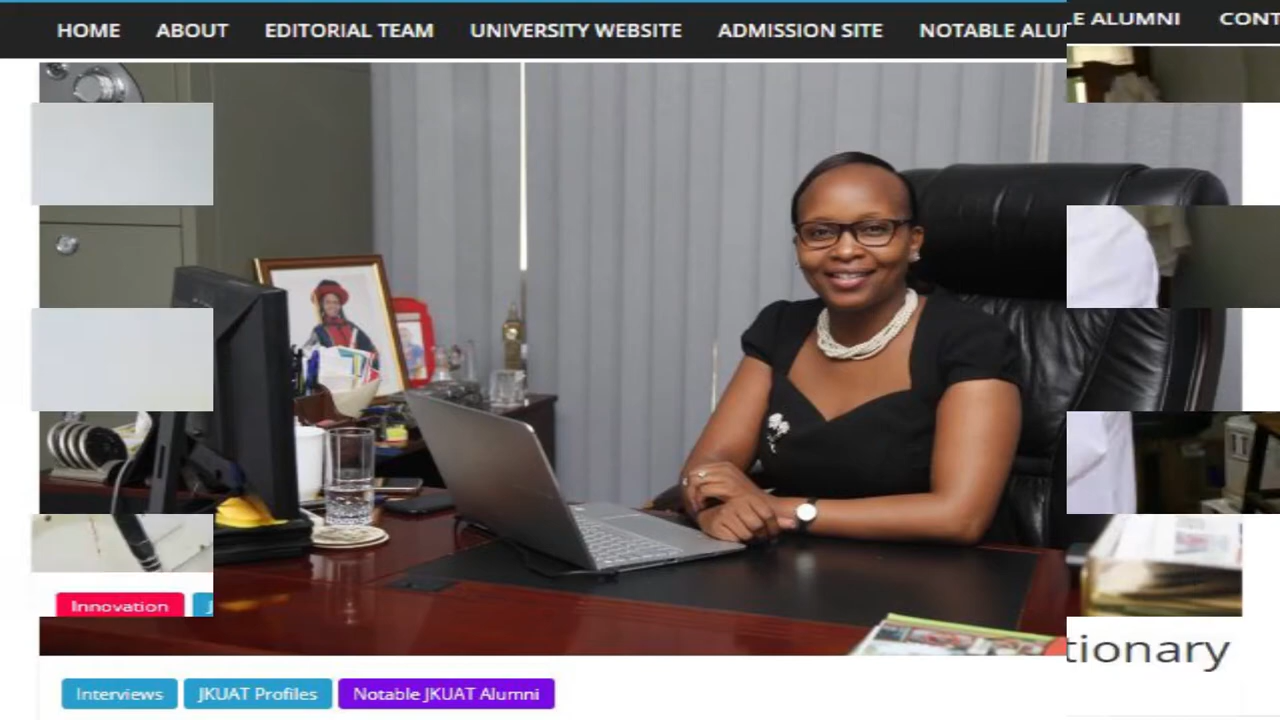 HOME ABOUT EDITORIAL TEAM UNIVERSITY WEBSITE ADMISSION SITE NOTABLE ALU
E ALUMNI CONT
Innovation J
tionary
Interviews JKUAT Profiles Notable JKUAT Alumni